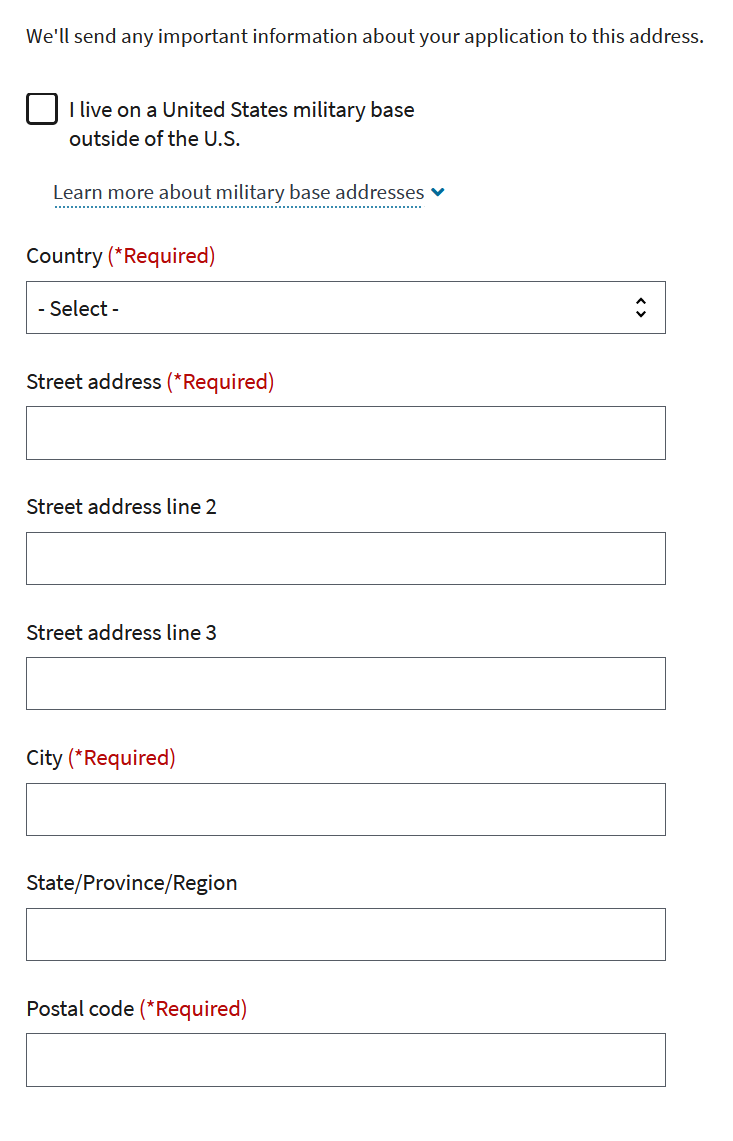 We'll send any important information about your application to this address.
I live on a United States military base
outside of the U.S.
Learn more about military base addresses
Country (*Required)
- Select -
Street address (*Required)
Street address line 2
Street address line 3
City (*Required)
State/Province/Region
Postal code (*Required)